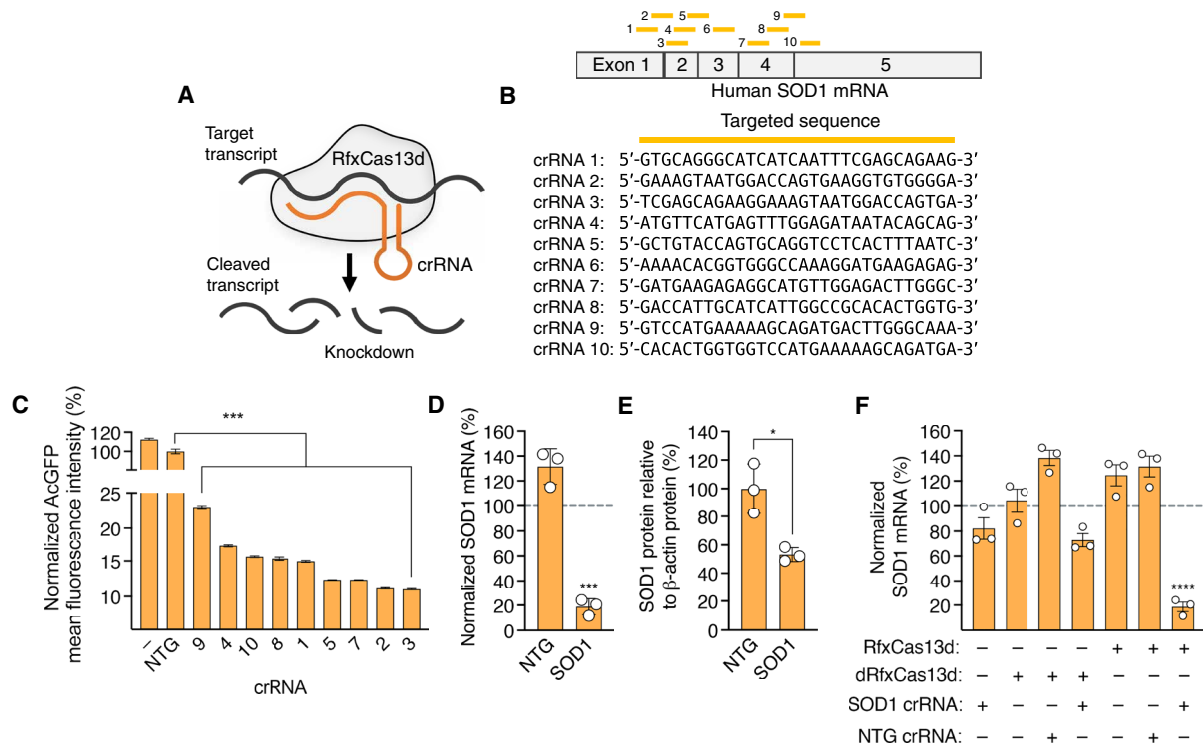 A
Target
transcript
RfxCas13d
crRNA
Cleaved
transcript
Knockdown
B
1 2 3 4 5 6 7 8 9 10
Exon 1 2 3 4 5
Human SOD1 mRNA
Targeted sequence
crRNA 1: 5′-GTGCAGGGCATCATCAATTTCGAGCAGAAG-3′
crRNA 2: 5′-GAAAGTAATGGACCAGTGAAGGTGTGGGGA-3′
crRNA 3: 5′-TCGAGCAGAAGGAAAGTAATGGACCAGTGA-3′
crRNA 4: 5′-ATGTTCATGAGTTTGGAGATAATACAGCAG-3′
crRNA 5: 5′-GCTGTACCAGTGCAGGTCCTCACTTTAATC-3′
crRNA 6: 5′-AAAACACGGTGGGCCAAAGGATGAAGAGAG-3′
crRNA 7: 5′-GATGAAGAGAGGCATGTTGGAGACTTGGGC-3′
crRNA 8: 5′-GACCATTGCATCATTGGCCGCACACTGGTG-3′
crRNA 9: 5′-GTCCATGAAAAAGCAGATGACTTGGGCAAA-3′
crRNA 10: 5′-CACACTGGTGGTCCATGAAAAAGCAGATGA-3′
C
Normalized AcGFP
mean fluorescence intensity (%)
120
100
25
20
15
10
***
– NTG 9 4 10 8 1 5 7 2 3
crRNA
D
Normalized SOD1 mRNA (%)
160
140
120
100
80
60
40
20
0
***
NTG SOD1
E
SOD1 protein relative
to β-actin protein (%)
140
120
100
80
60
40
20
0
*
NTG SOD1
F
Normalized
SOD1 mRNA (%)
160
140
120
100
80
60
40
20
****
RfxCas13d: – – – – + + +
dRfxCas13d: – + + + – – –
SOD1 crRNA: + – – + – – +
NTG crRNA: – – + – – + –